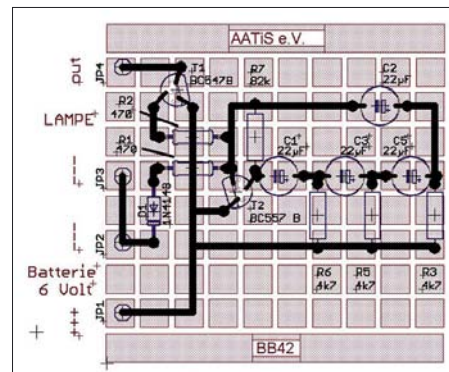 AATiS e.V.
put
JP4
T1
BC547B
R7
82k
C2
22µF
R2
470
LAMPE
R1
470
C1
22µF
C3
22µF
C5
22µF
---
JP3
D1
1N4148
T2
BC557 B
---
JP2
Batterie
6 Volt
R6
4k7
R5
4k7
R3
4k7
+++
JP1
BB42